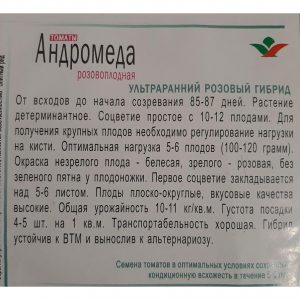 ТОМАТЫ
Андромеда
розовоплодная
УЛЬТРАРАННИЙ РОЗОВЫЙ ГИБРИД
От всходов до начала созревания 85-87 дней. Растение
детерминантное. Соцветие простое с 10-12 плодами. Для
получения крупных плодов необходимо регулирование нагрузки
на кисти. Оптимальная нагрузка 5-6 плодов (100-120 грамм).
Окраска незрелого плода - белесая, зрелого - розовая, без
зеленого пятна у плодоножки. Первое соцветие закладывается
над 5-6 листом. Плоды плоско-округлые, вкусовые качества
высокие. Общая урожайность 10-11 кг/кв.м. Густота посадки
4-5 шт. на 1 кв.м. Транспортабельность хорошая. Гибрид
устойчив к ВТМ и вынослив к альтернариозу.
Семена томатов в оптимальных условиях
кондиционную всхожесть в течение